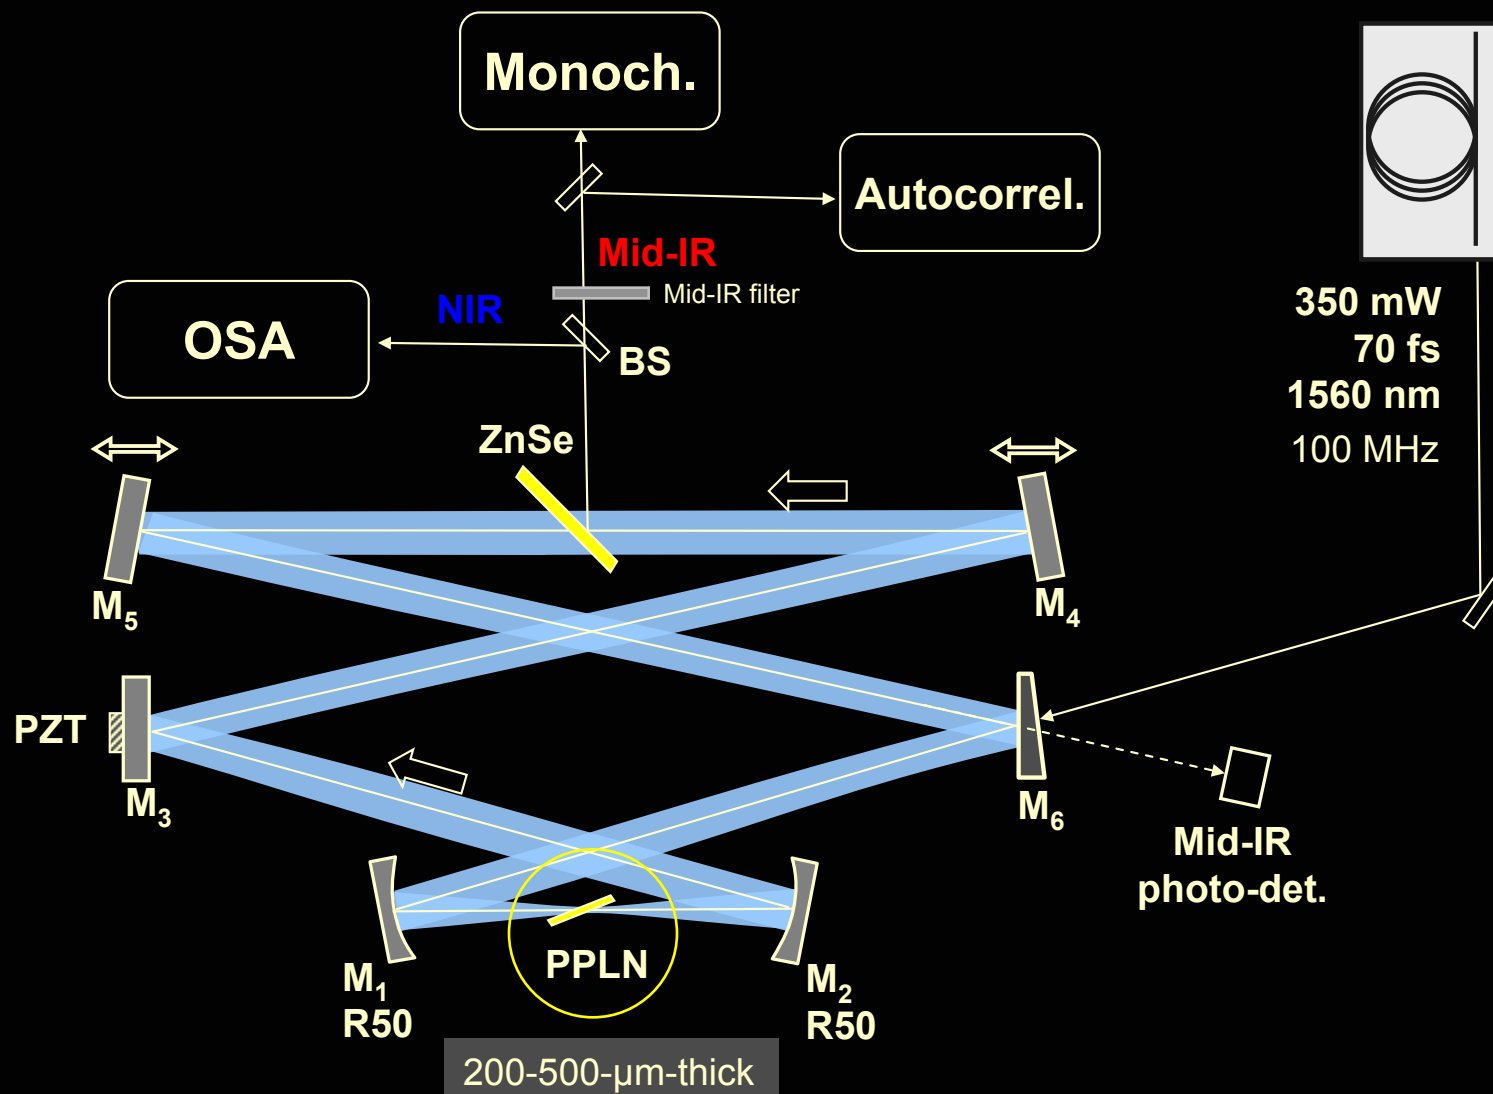 Monoch.
Autocorrel.
Mid-IR
Mid-IR filter
NIR
OSA
BS
350 mW
70 fs
1560 nm
100 MHz
ZnSe
M5
M4
PZT
M3
M6
Mid-IR
photo-det.
PPLN
M1
R50
M2
R50
200-500-µm-thick